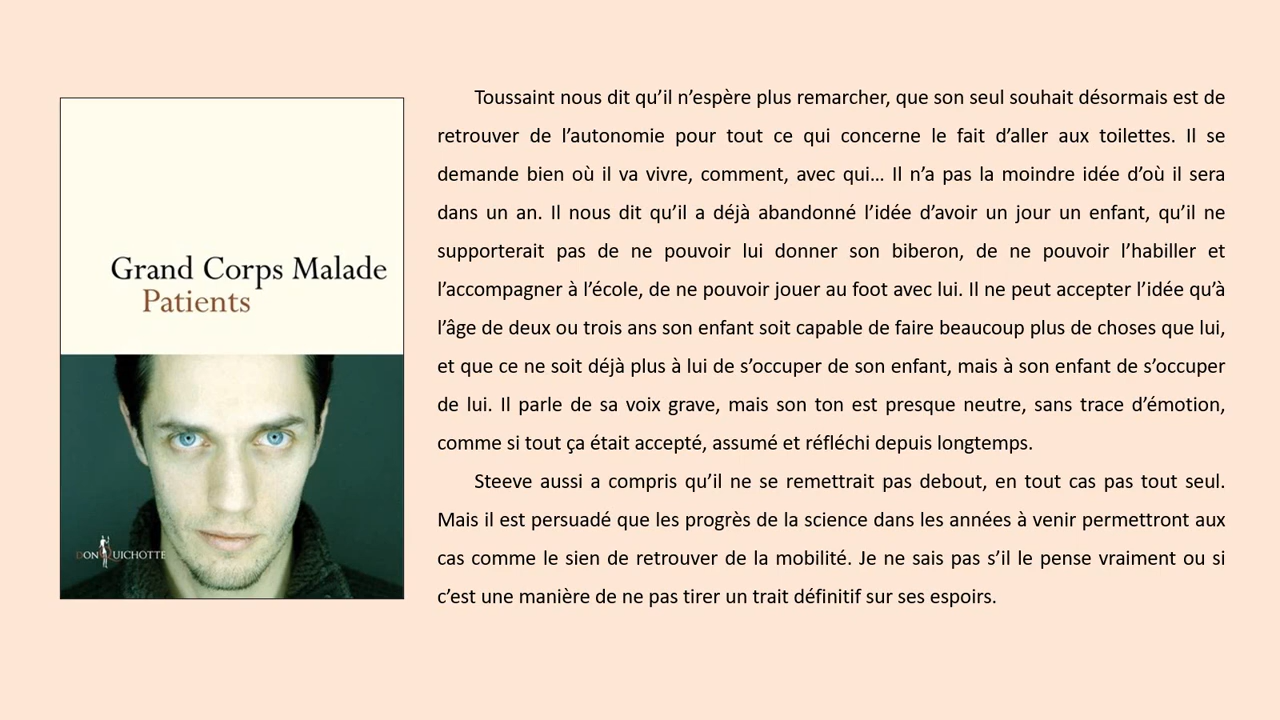 Grand Corps Malade
Patients
DON QUICHOTTE
Toussaint nous dit qu’il n’espère plus remarcher, que son seul souhait désormais est de
retrouver de l’autonomie pour tout ce qui concerne le fait d’aller aux toilettes. Il se
demande bien où il va vivre, comment, avec qui… Il n’a pas la moindre idée d’où il sera
dans un an. Il nous dit qu’il a déjà abandonné l’idée d’avoir un jour un enfant, qu’il ne
supporterait pas de ne pouvoir lui donner son biberon, de ne pouvoir l’habiller et
l’accompagner à l’école, de ne pouvoir jouer au foot avec lui. Il ne peut accepter l’idée qu’à
l’âge de deux ou trois ans son enfant soit capable de faire beaucoup plus de choses que lui,
et que ce ne soit déjà plus à lui de s’occuper de son enfant, mais à son enfant de s’occuper
de lui. Il parle de sa voix grave, mais son ton est presque neutre, sans trace d’émotion,
comme si tout ça était accepté, assumé et réfléchi depuis longtemps.
Steeve aussi a compris qu’il ne se remettrait pas debout, en tout cas pas tout seul.
Mais il est persuadé que les progrès de la science dans les années à venir permettront aux
cas comme le sien de retrouver de la mobilité. Je ne sais pas s’il le pense vraiment ou si
c’est une manière de ne pas tirer un trait définitif sur ses espoirs.